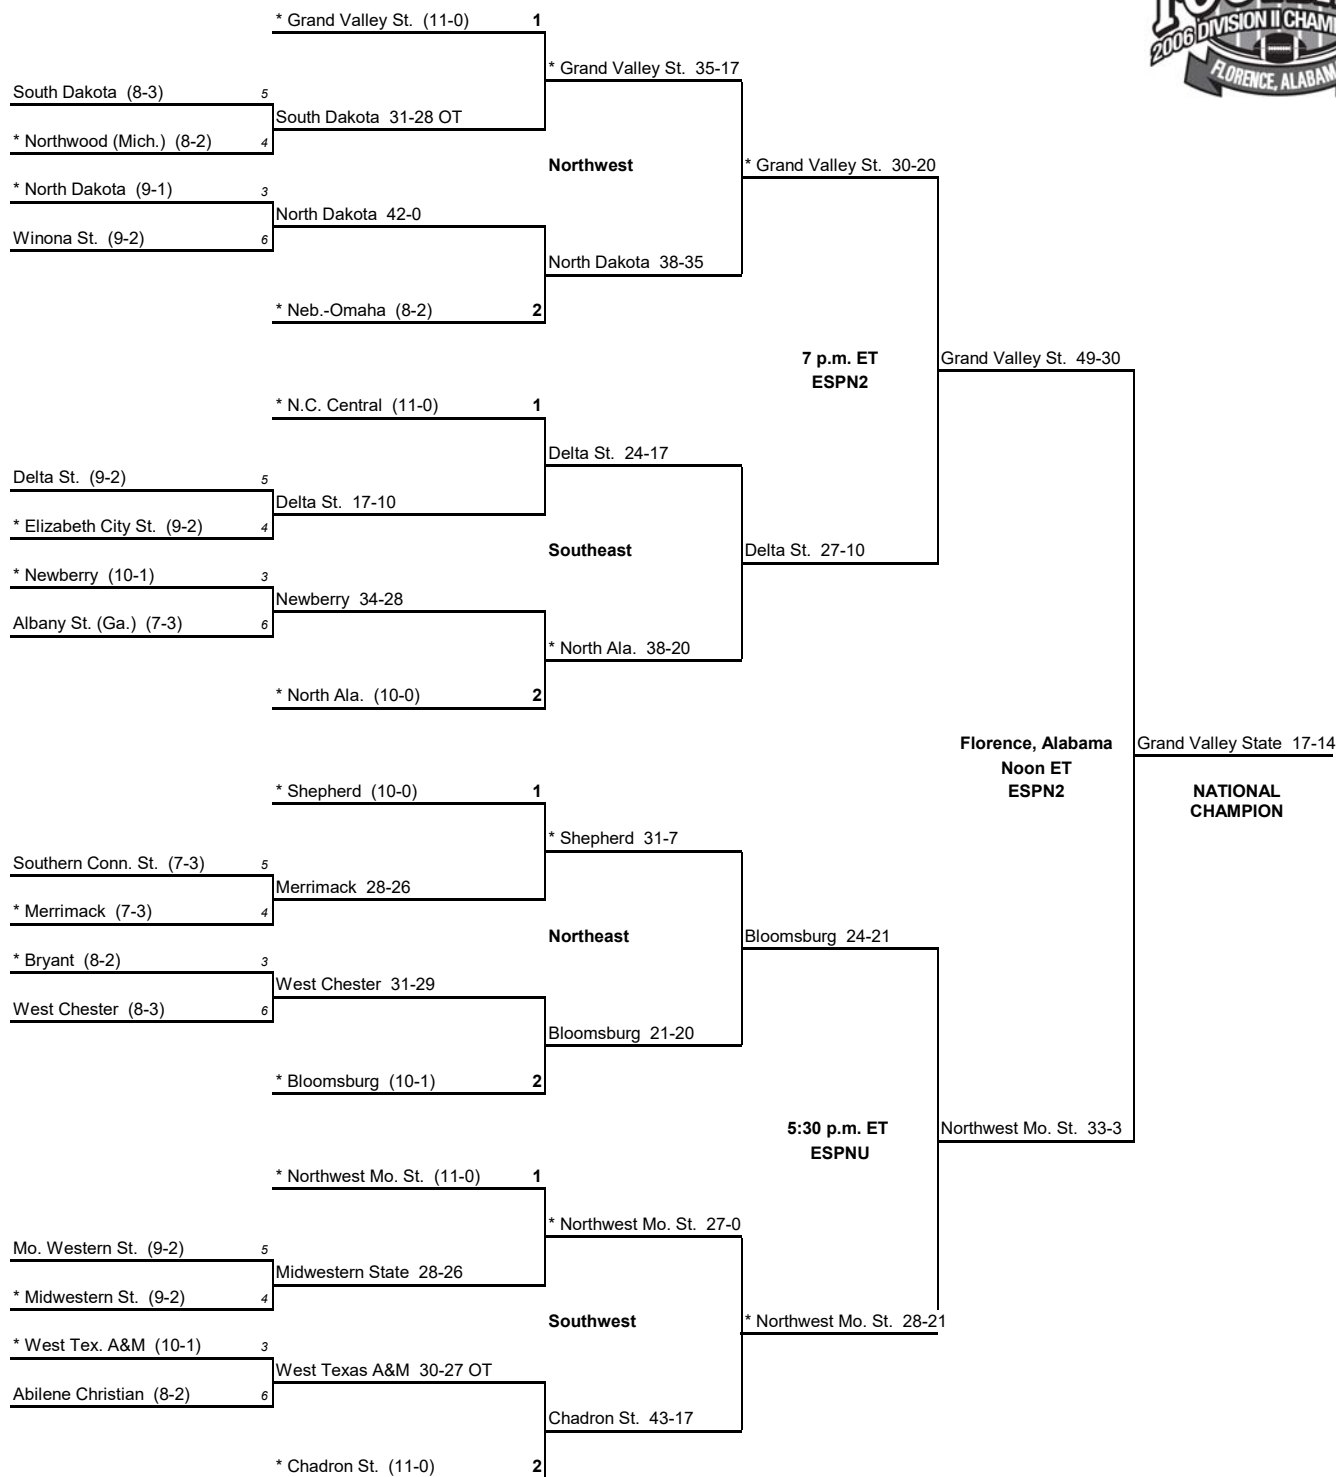 * Grand Valley St. (11-0) 1
* Grand Valley St. 35-17
South Dakota (8-3) 5
South Dakota 31-28 OT
* Northwood (Mich.) (8-2) 4
Northwest
* Grand Valley St. 30-20
* North Dakota (9-1) 3
North Dakota 42-0
Winona St. (9-2) 6
North Dakota 38-35
* Neb.-Omaha (8-2) 2
7 p.m. ET
ESPN2
Grand Valley St. 49-30
* N.C. Central (11-0) 1
Delta St. 24-17
Delta St. (9-2) 5
Delta St. 17-10
* Elizabeth City St. (9-2) 4
Southeast
Delta St. 27-10
* Newberry (10-1) 3
Newberry 34-28
Albany St. (Ga.) (7-3) 6
* North Ala. 38-20
* North Ala. (10-0) 2
Florence, Alabama
Noon ET
ESPN2
Grand Valley State 17-14
NATIONAL
CHAMPION
* Shepherd (10-0) 1
* Shepherd 31-7
Southern Conn. St. (7-3) 5
Merrimack 28-26
* Merrimack (7-3) 4
Northeast
Bloomsburg 24-21
* Bryant (8-2) 3
West Chester 31-29
West Chester (8-3) 6
Bloomsburg 21-20
* Bloomsburg (10-1) 2
5:30 p.m. ET
ESPNU
Northwest Mo. St. 33-3
* Northwest Mo. St. (11-0) 1
* Northwest Mo. St. 27-0
Mo. Western St. (9-2) 5
Midwestern State 28-26
* Midwestern St. (9-2) 4
Southwest
* Northwest Mo. St. 28-21
* West Tex. A&M (10-1) 3
West Texas A&M 30-27 OT
Abilene Christian (8-2) 6
Chadron St. 43-17
* Chadron St. (11-0) 2
2006 DIVISION II CHAM
FLORENCE, ALABAM